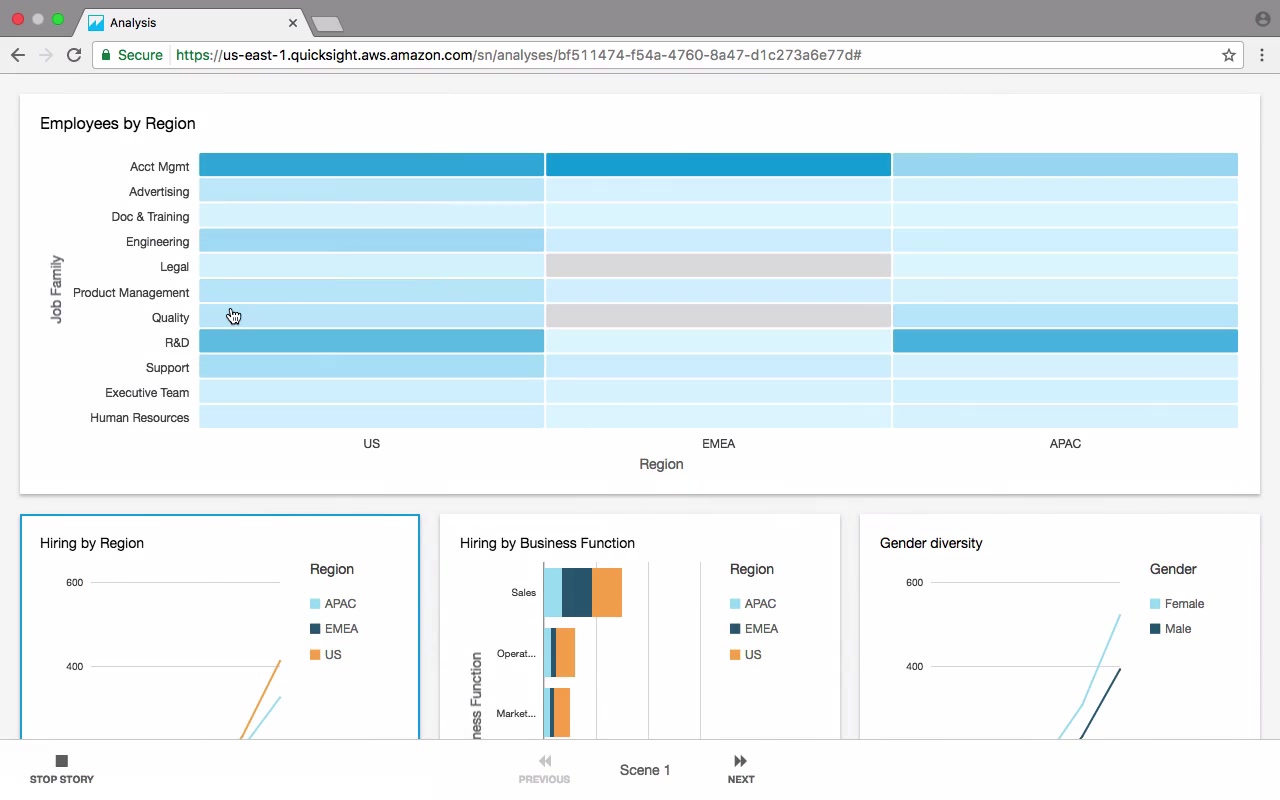 Analysis
Secure
https://us-east-1.quicksight.aws.amazon.com/sn/analyses/bf511474-f54a-4760-8a47-d1c273a6e77d#
Employees by Region
Job Family
Acct Mgmt
Advertising
Doc & Training
Engineering
Legal
Product Management
Quality
R&D
Support
Executive Team
Human Resources
US EMEA APAC
Region
Hiring by Region
600
400
Region
APAC
EMEA
US
Hiring by Business Function
ness Function
Sales
Operat...
Market...
Region
APAC
EMEA
US
Gender diversity
600
400
Gender
Female
Male
STOP STORY
PREVIOUS
Scene 1
NEXT